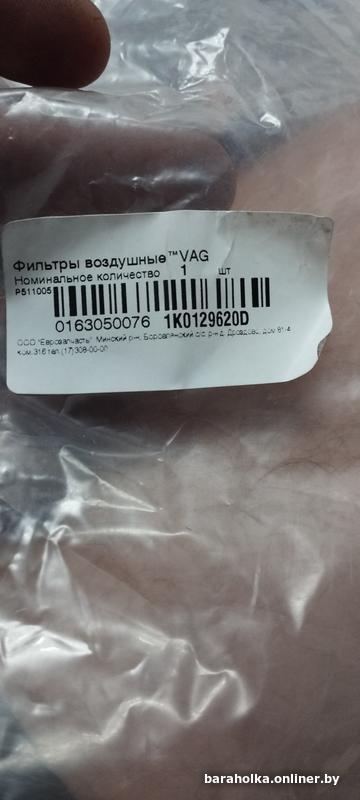 Фильтры воздушные™VAG
Номинальное количество 1 шт
P511005
0163050076 1K0129620D
ООО "Еврозапчасть" Минский р-н, Боровлянский с/с, р-н д. Дроздово, дом 61-4
ком.316 тел.(17)308-00-00
baraholka.onliner.by